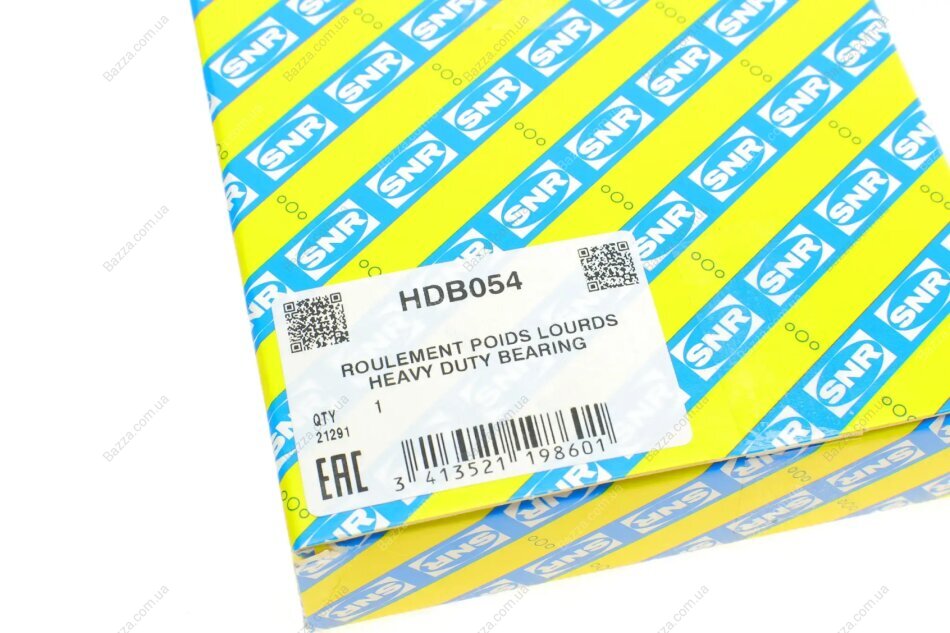 SNR
HDB054
ROULEMENT POIDS LOURDS
HEAVY DUTY BEARING
QTY 1
21291
EAC
3 413521 198601
Bazza.com.ua